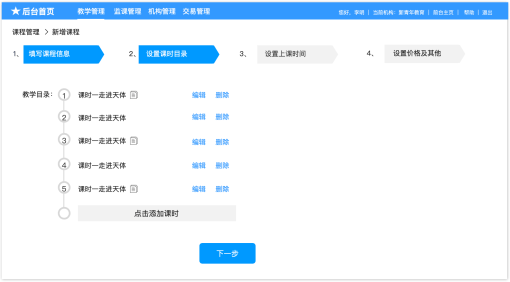 后台首页 教学管理 监课管理 机构管理 交易管理 您好，李明 | 当前机构：爱青年教育 | 后台主页 | 帮助 | 退出
课程管理 > 新增课程
1、 填写课程信息 2、 设置课时目录 3、 设置上课时间 4、 设置价格及其他
教学目录： 1 课时一走进天体 编辑 删除
2 课时一走进天体 编辑 删除
3 课时一走进天体 编辑 删除
4 课时一走进天体 编辑 删除
5 课时一走进天体 编辑 删除
点击添加课时
下一步